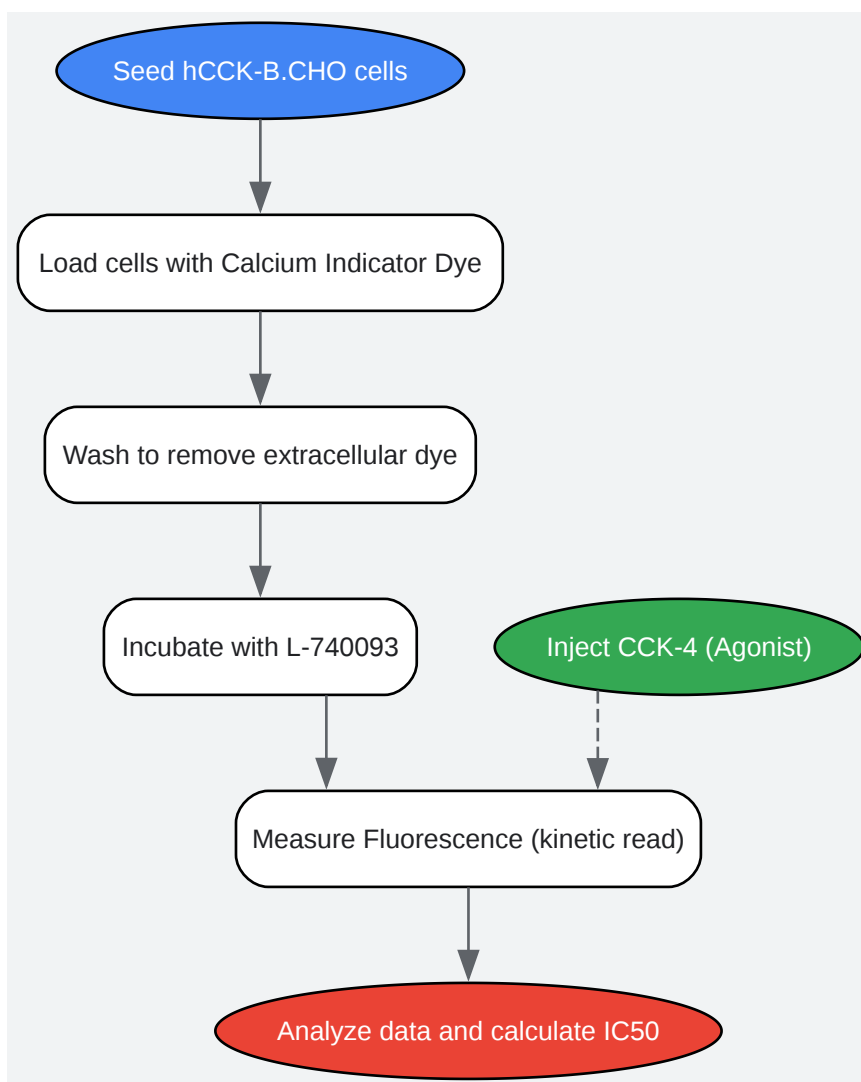 Seed hCCK-B.CHO cells
Load cells with Calcium Indicator Dye
Wash to remove extracellular dye
Incubate with L-740093
Inject CCK-4 (Agonist)
Measure Fluorescence (kinetic read)
Analyze data and calculate IC50